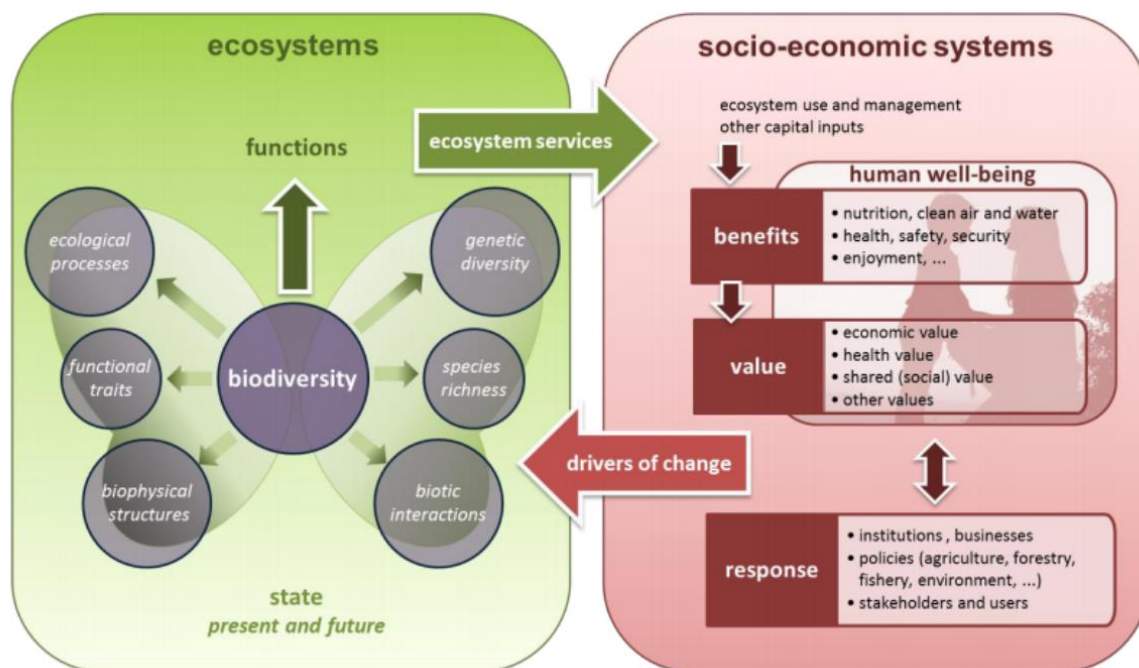 ecosystems
functions
ecological
processes
genetic
diversity
functional
traits
biodiversity
species
richness
biophysical
structures
biotic
interactions
state
present and future
ecosystem services
drivers of change
socio-economic systems
ecosystem use and management
other capital inputs
human well-being
benefits
• nutrition, clean air and water
• health, safety, security
• enjoyment, ...
value
• economic value
• health value
• shared (social) value
• other values
response
• institutions , businesses
• policies (agriculture, forestry,
fishery, environment, ...)
• stakeholders and users